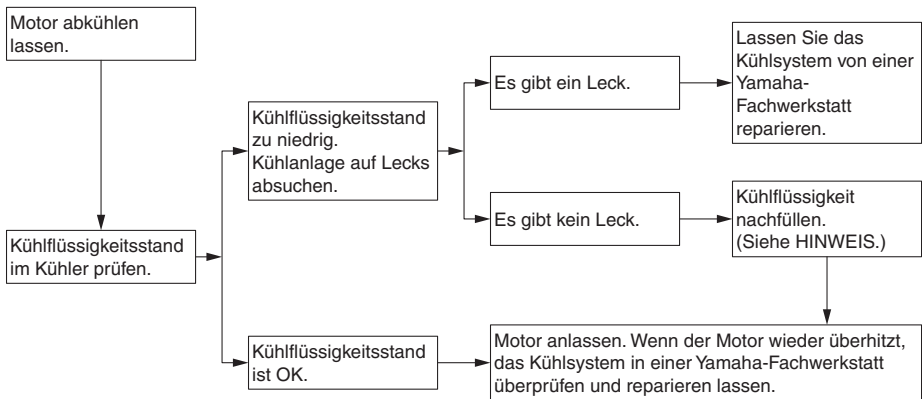 Motor abkühlen
lassen.
Kühlflüssigkeitsstand
im Kühler prüfen.
Kühlflüssigkeitsstand
zu niedrig.
Kühlanlage auf Lecks
absuchen.
Es gibt ein Leck.
Lassen Sie das
Kühlsystem von einer
Yamaha-
Fachwerkstatt
reparieren.
Es gibt kein Leck.
Kühlflüssigkeit
nachfüllen.
(Siehe HINWEIS.)
Kühlflüssigkeitsstand
ist OK.
Motor anlassen. Wenn der Motor wieder überhitzt,
das Kühlsystem in einer Yamaha-Fachwerkstatt
überprüfen und reparieren lassen.